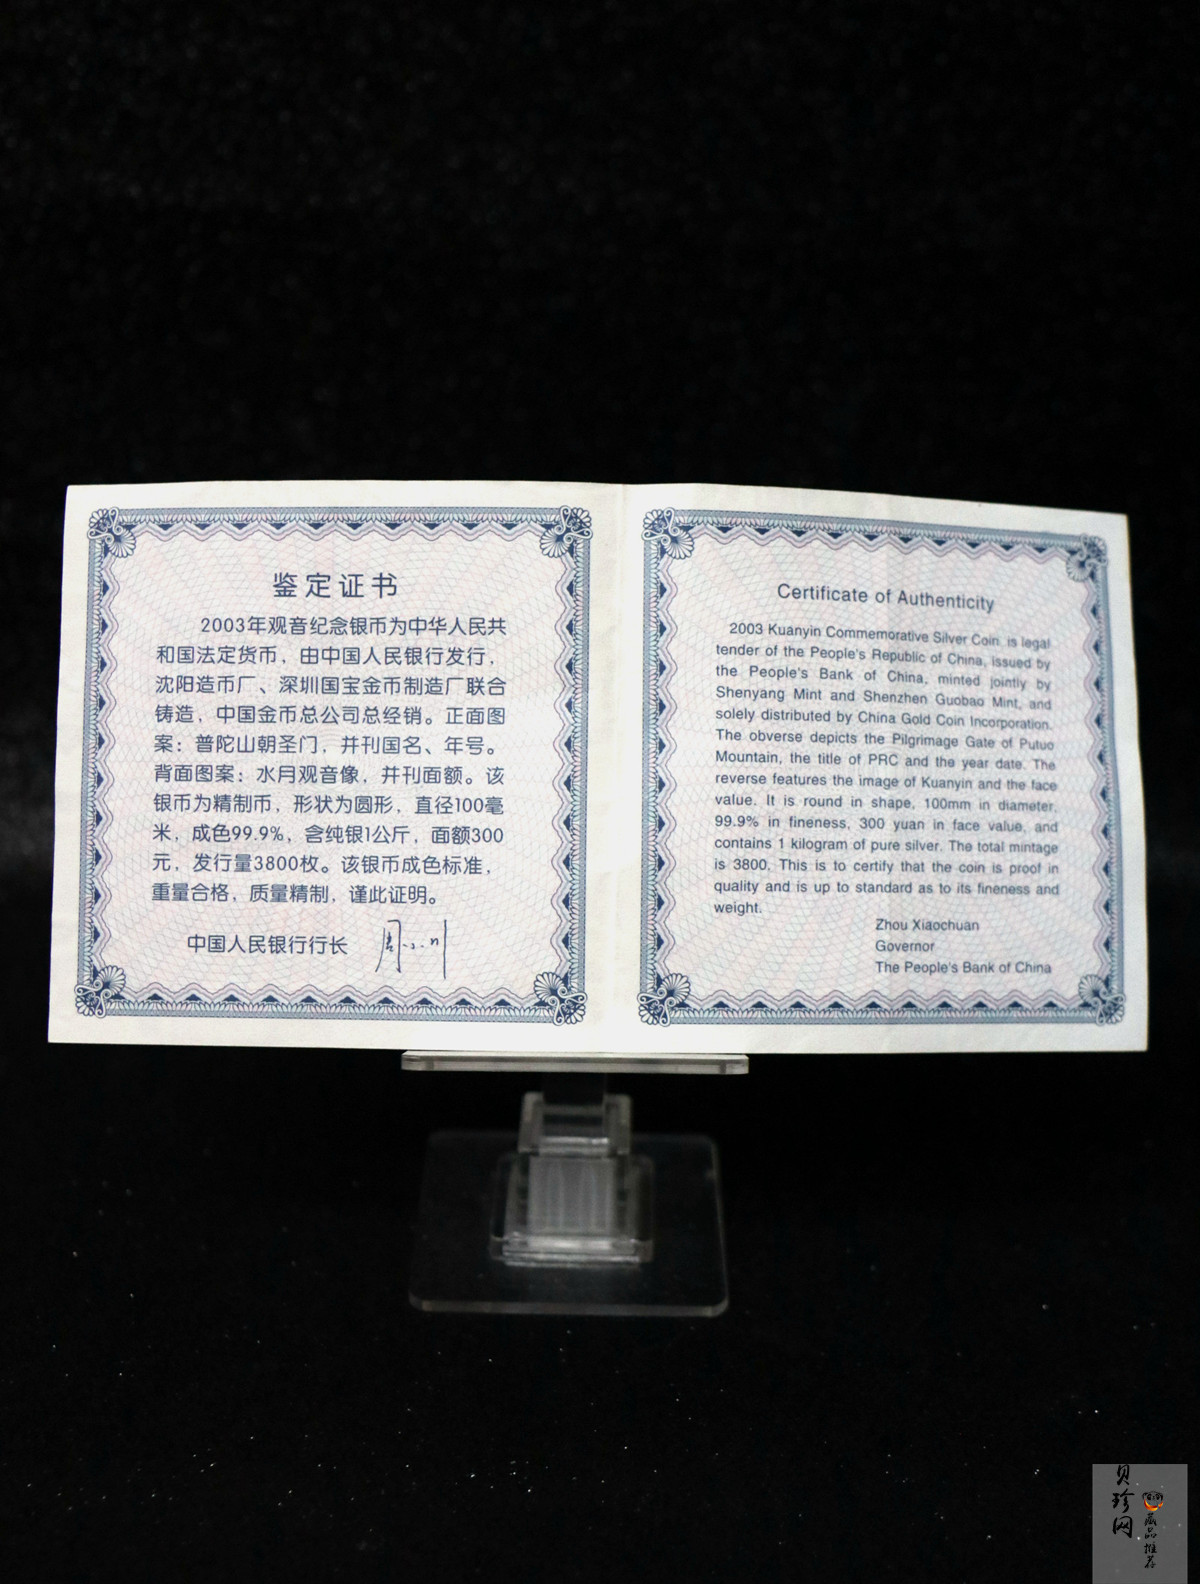 鉴定证书
2003年观音纪念银币为中华人民共
和国法定货币，由中国人民银行发行，
沈阳造币厂、深圳国宝金币制造厂联合
铸造，中国金币总公司总经销。正面图
案：普陀山朝圣门，并刊国名、年号。
背面图案：水月观音像，并刊面额。该
银币为精制币，形状为圆形，直径100毫
米，成色99.9%，含纯银1公斤，面额300
元，发行量3800枚。该银币成色标准，
重量合格，质量精制，谨此证明。
中国人民银行行长 周小川
Certificate of Authenticity
2003 Kuanyin Commemorative Silver Coin is legal
tender of the People's Republic of China, issued by
the People's Bank of China, minted jointly by
Shenyang Mint and Shenzhen Guobao Mint, and
solely distributed by China Gold Coin Incorporation.
The obverse depicts the Pilgrimage Gate of Putuo
Mountain, the title of PRC and the year date. The
reverse features the image of Kuanyin and the face
value. It is round in shape, 100mm in diameter,
99.9% in fineness, 300 yuan in face value, and
contains 1 kilogram of pure silver. The total mintage
is 3800. This is to certify that the coin is proof in
quality and is up to standard as to its fineness and
weight.
Zhou Xiaochuan
Governor
The People's Bank of China
贝珍网
藏品推荐